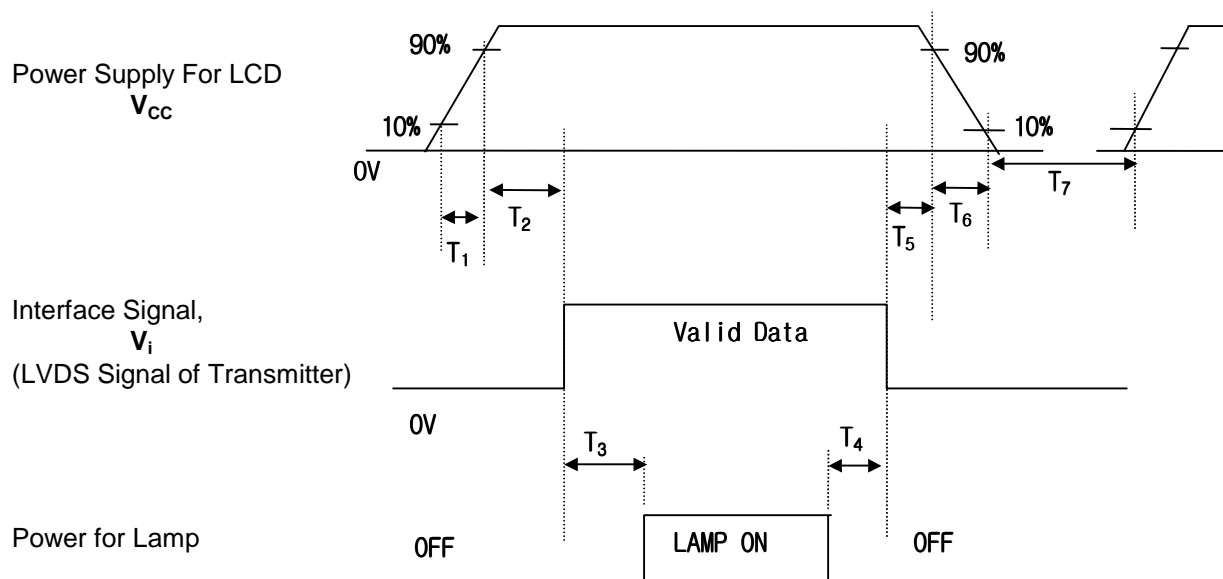 Power Supply For LCD
VCC
90%
10%
0V
90%
10%
T1
T2
T5
T6
T7
Interface Signal,
Vi
(LVDS Signal of Transmitter)
Valid Data
0V
T3
T4
Power for Lamp
OFF
LAMP ON
OFF